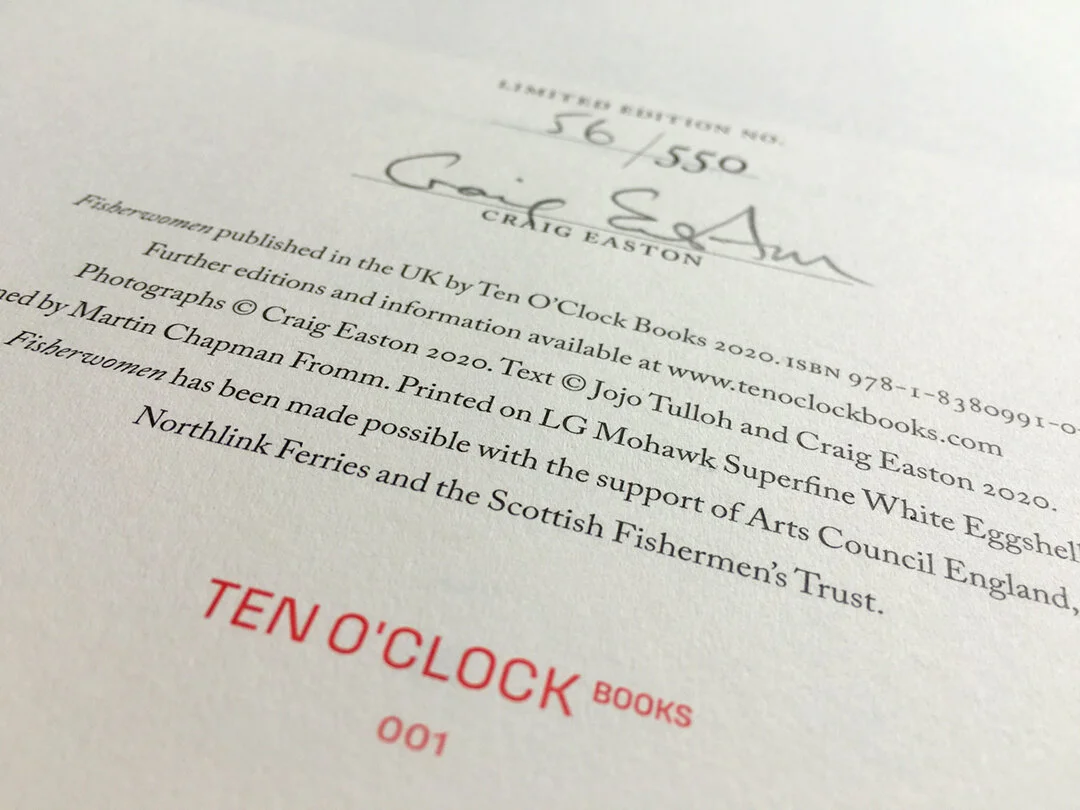 LIMITED EDITION NO.
56/550
Craig Easton
CRAIG EASTON
Fisherwomen published in the UK by Ten O'Clock Books 2020. ISBN 978-1-8380991-0-
Further editions and information available at www.tenoclockbooks.com
Photographs © Craig Easton 2020. Text © Jojo Tulloh and Craig Easton 2020.
by Martin Chapman Fromm. Printed on LG Mohawk Superfine White Eggshell
Fisherwomen has been made possible with the support of Arts Council England,
Northlink Ferries and the Scottish Fishermen's Trust.
TEN O'CLOCK BOOKS
001